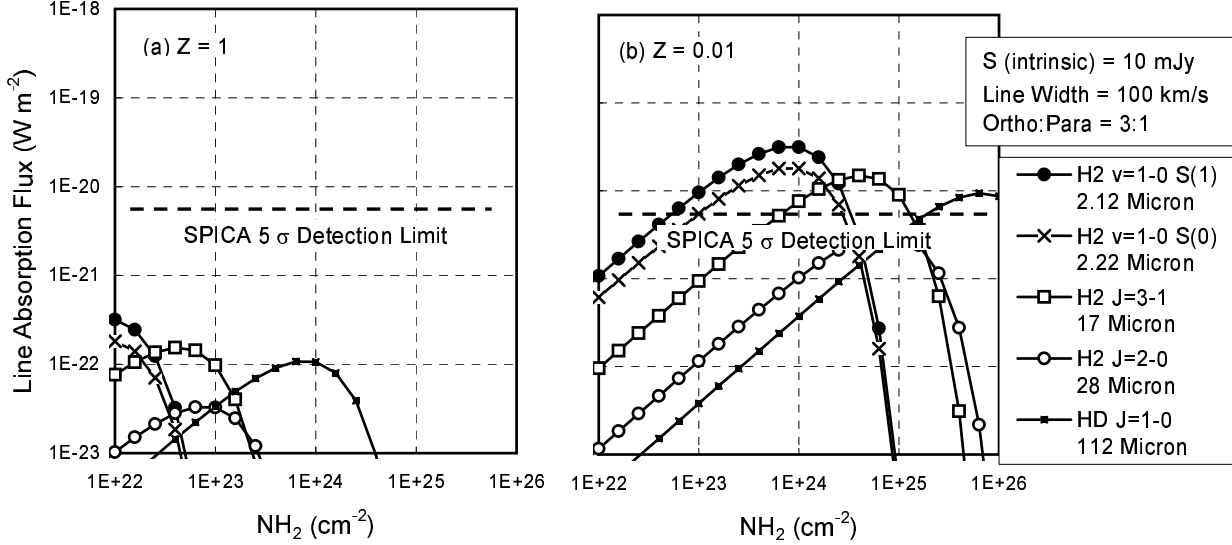 Line Absorption Flux (W m⁻²)
1E-18
1E-19
1E-20
1E-21
1E-22
1E-23
(a) Z = 1
SPICA 5 σ Detection Limit
1E+22 1E+23 1E+24 1E+25 1E+26
NH₂ (cm⁻²)
(b) Z = 0.01
SPICA 5 σ Detection Limit
1E+22 1E+23 1E+24 1E+25 1E+26
NH₂ (cm⁻²)
S (intrinsic) = 10 mJy
Line Width = 100 km/s
Ortho:Para = 3:1
H2 v=1-0 S(1)
2.12 Micron
H2 v=1-0 S(0)
2.22 Micron
H2 J=3-1
17 Micron
H2 J=2-0
28 Micron
HD J=1-0
112 Micron